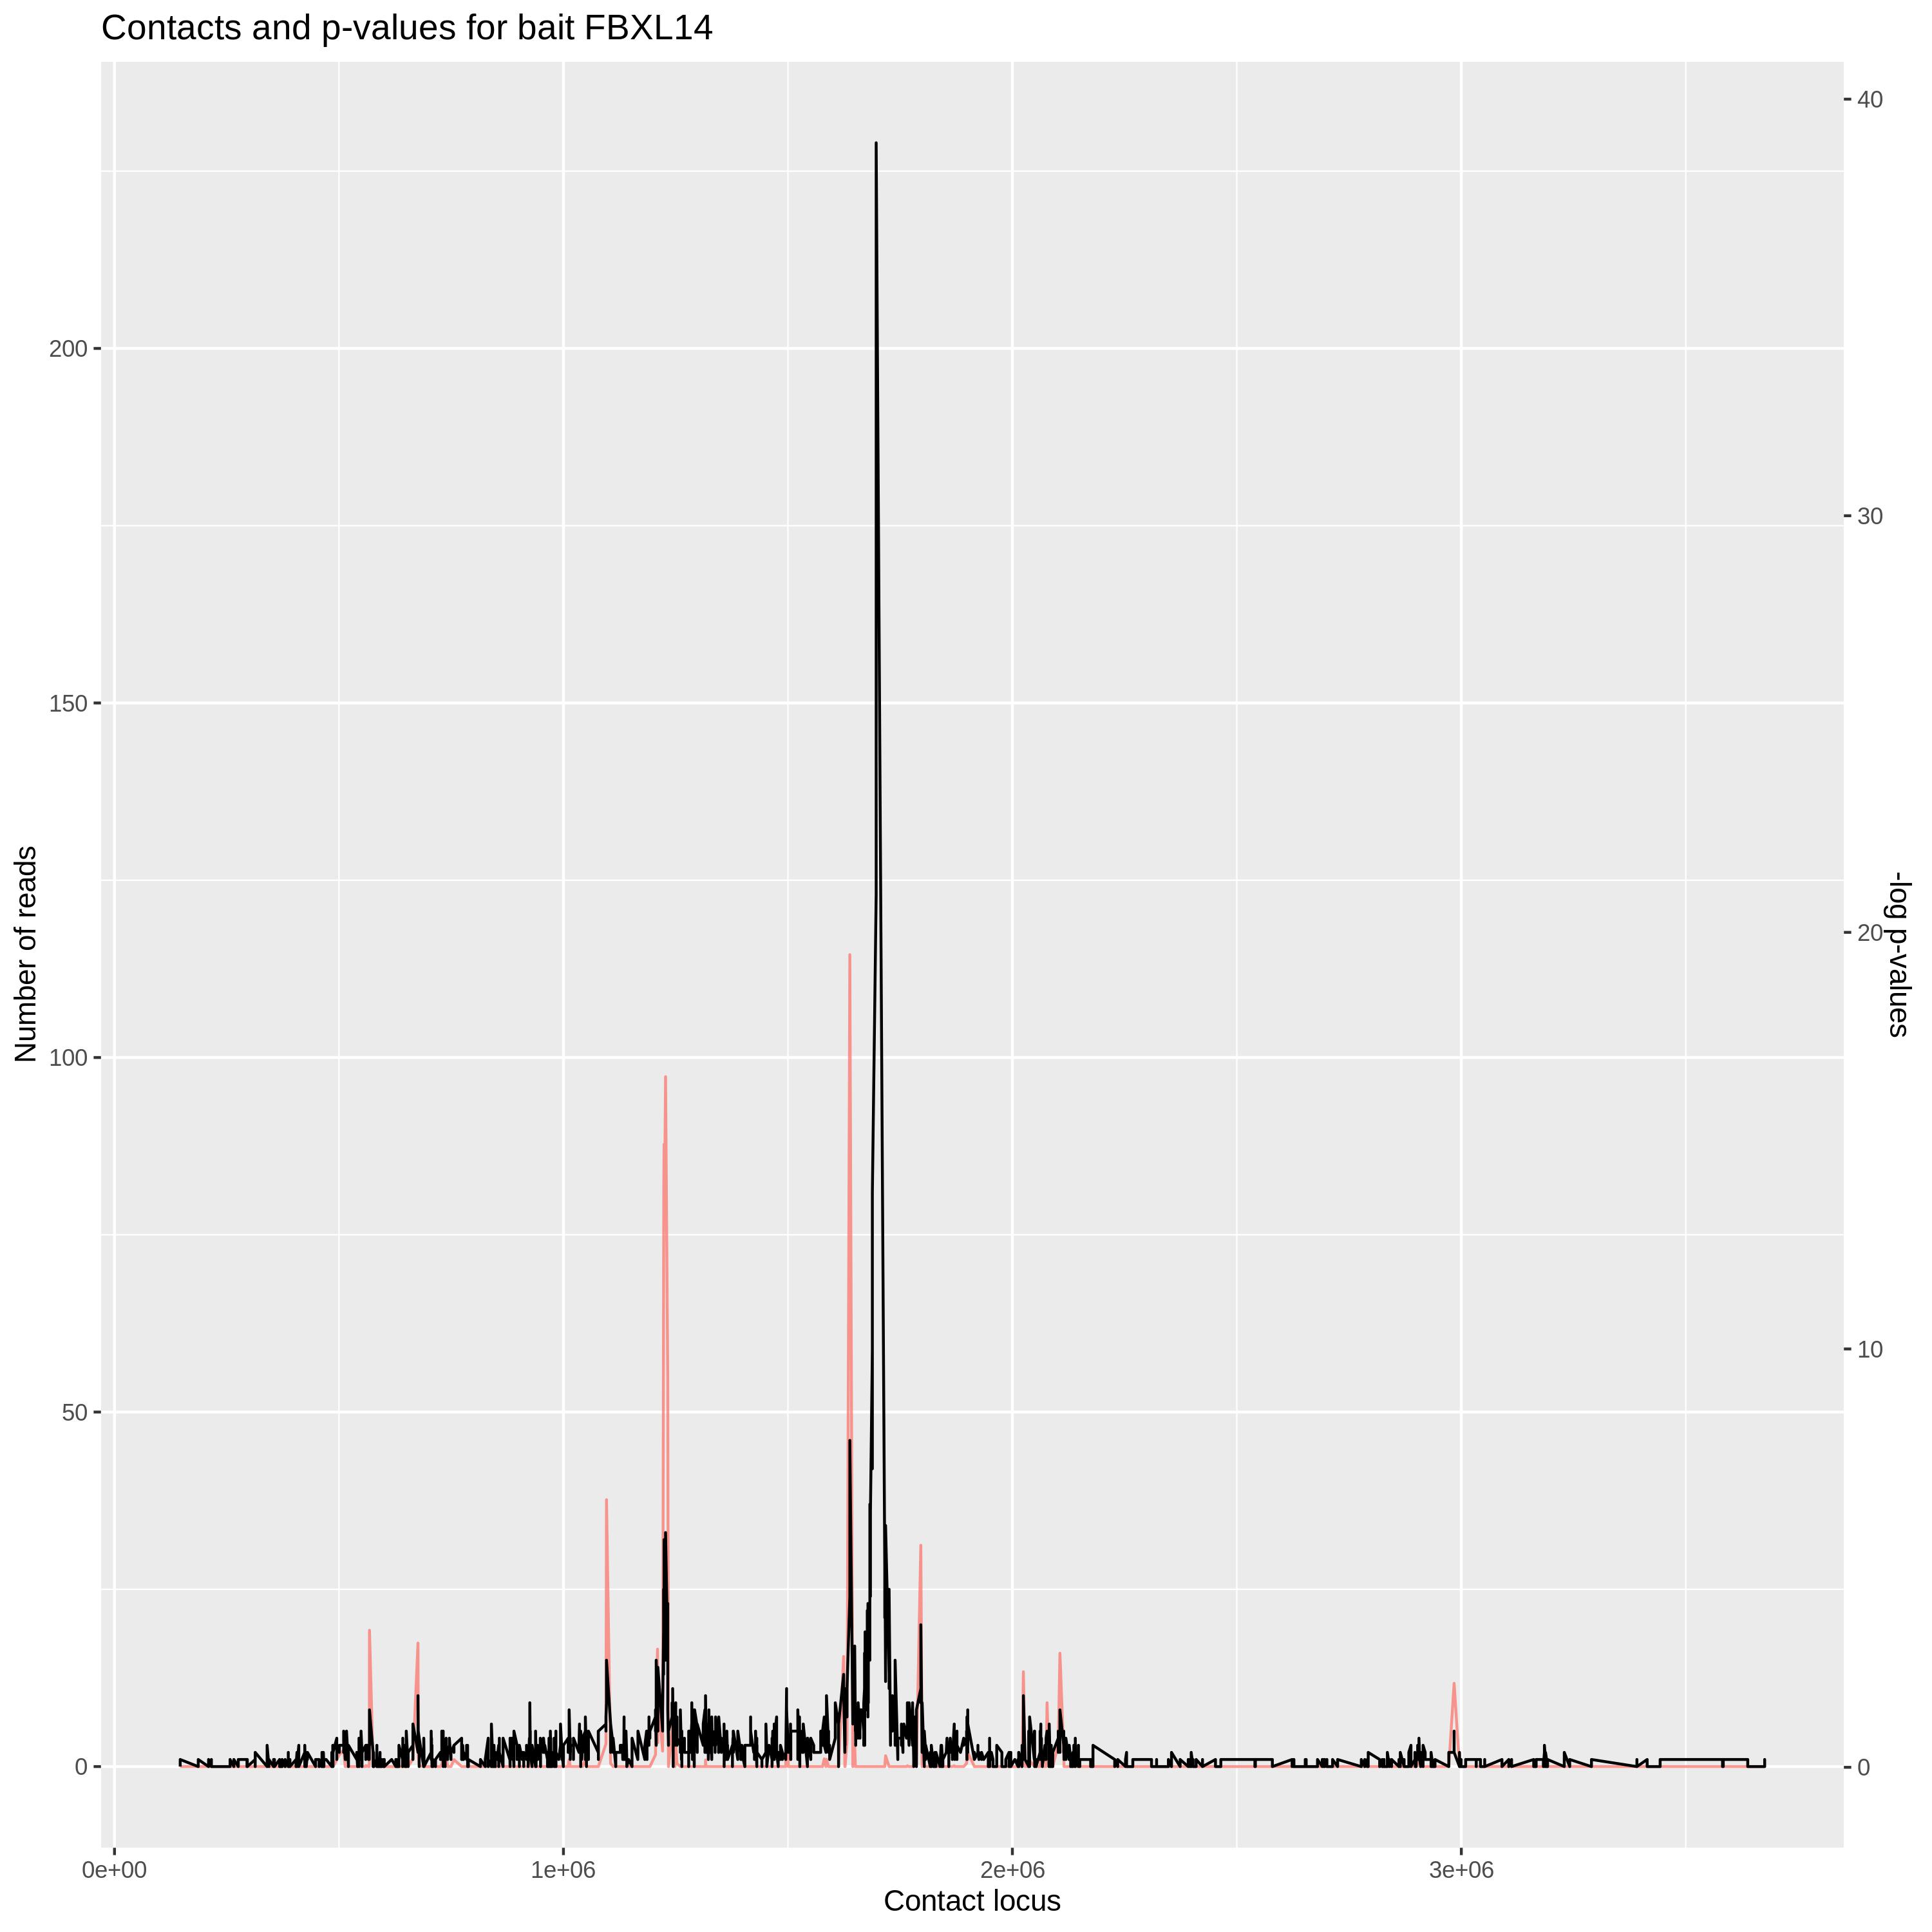 Contacts and p-values for bait FBXL14
Number of reads
200
150
100
50
0
40
30
20
10
0
-log p-values
0e+00
1e+06
2e+06
3e+06
Contact locus